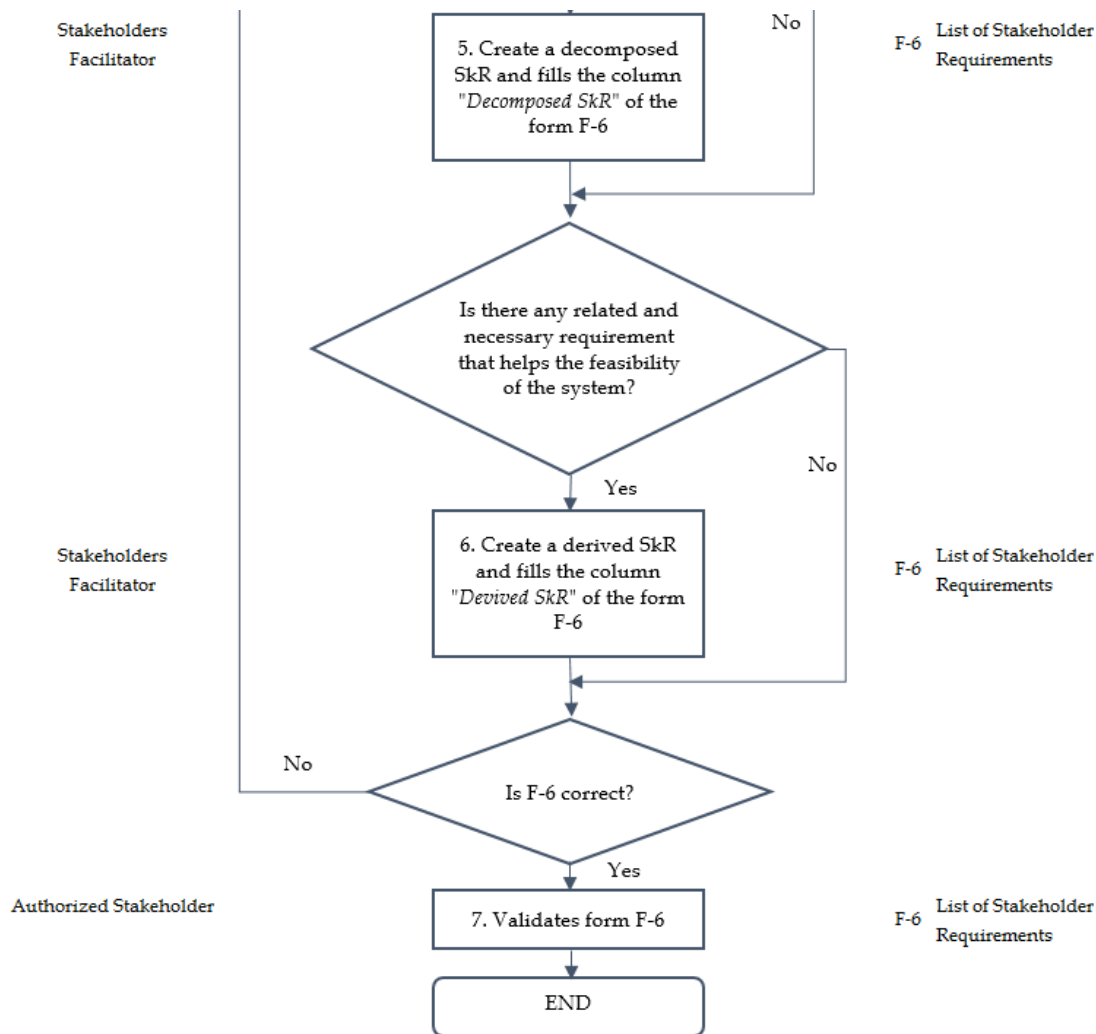 Stakeholders
Facilitator
5. Create a decomposed
SkR and fills the column
"Decomposed SkR" of the
form F-6
No
F-6
List of Stakeholder
Requirements
Is there any related and
necessary requirement
that helps the feasibility
of the system?
No
Yes
Stakeholders
Facilitator
6. Create a derived SkR
and fills the column
"Devived SkR" of the form
F-6
F-6
List of Stakeholder
Requirements
No
Is F-6 correct?
Yes
Authorized Stakeholder
7. Validates form F-6
F-6
List of Stakeholder
Requirements
END